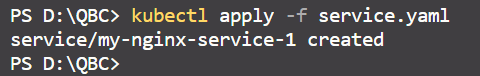 PS D:\QBC> kubectl apply -f service.yaml
service/my-nginx-service-1 created
PS D:\QBC>